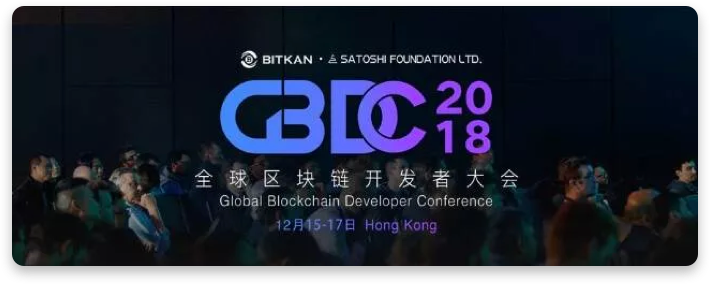 BITKAN · SATOSHI FOUNDATION LTD.
GBDC 2018
全球区块链开发者大会
Global Blockchain Developer Conference
12月15-17日 Hong Kong